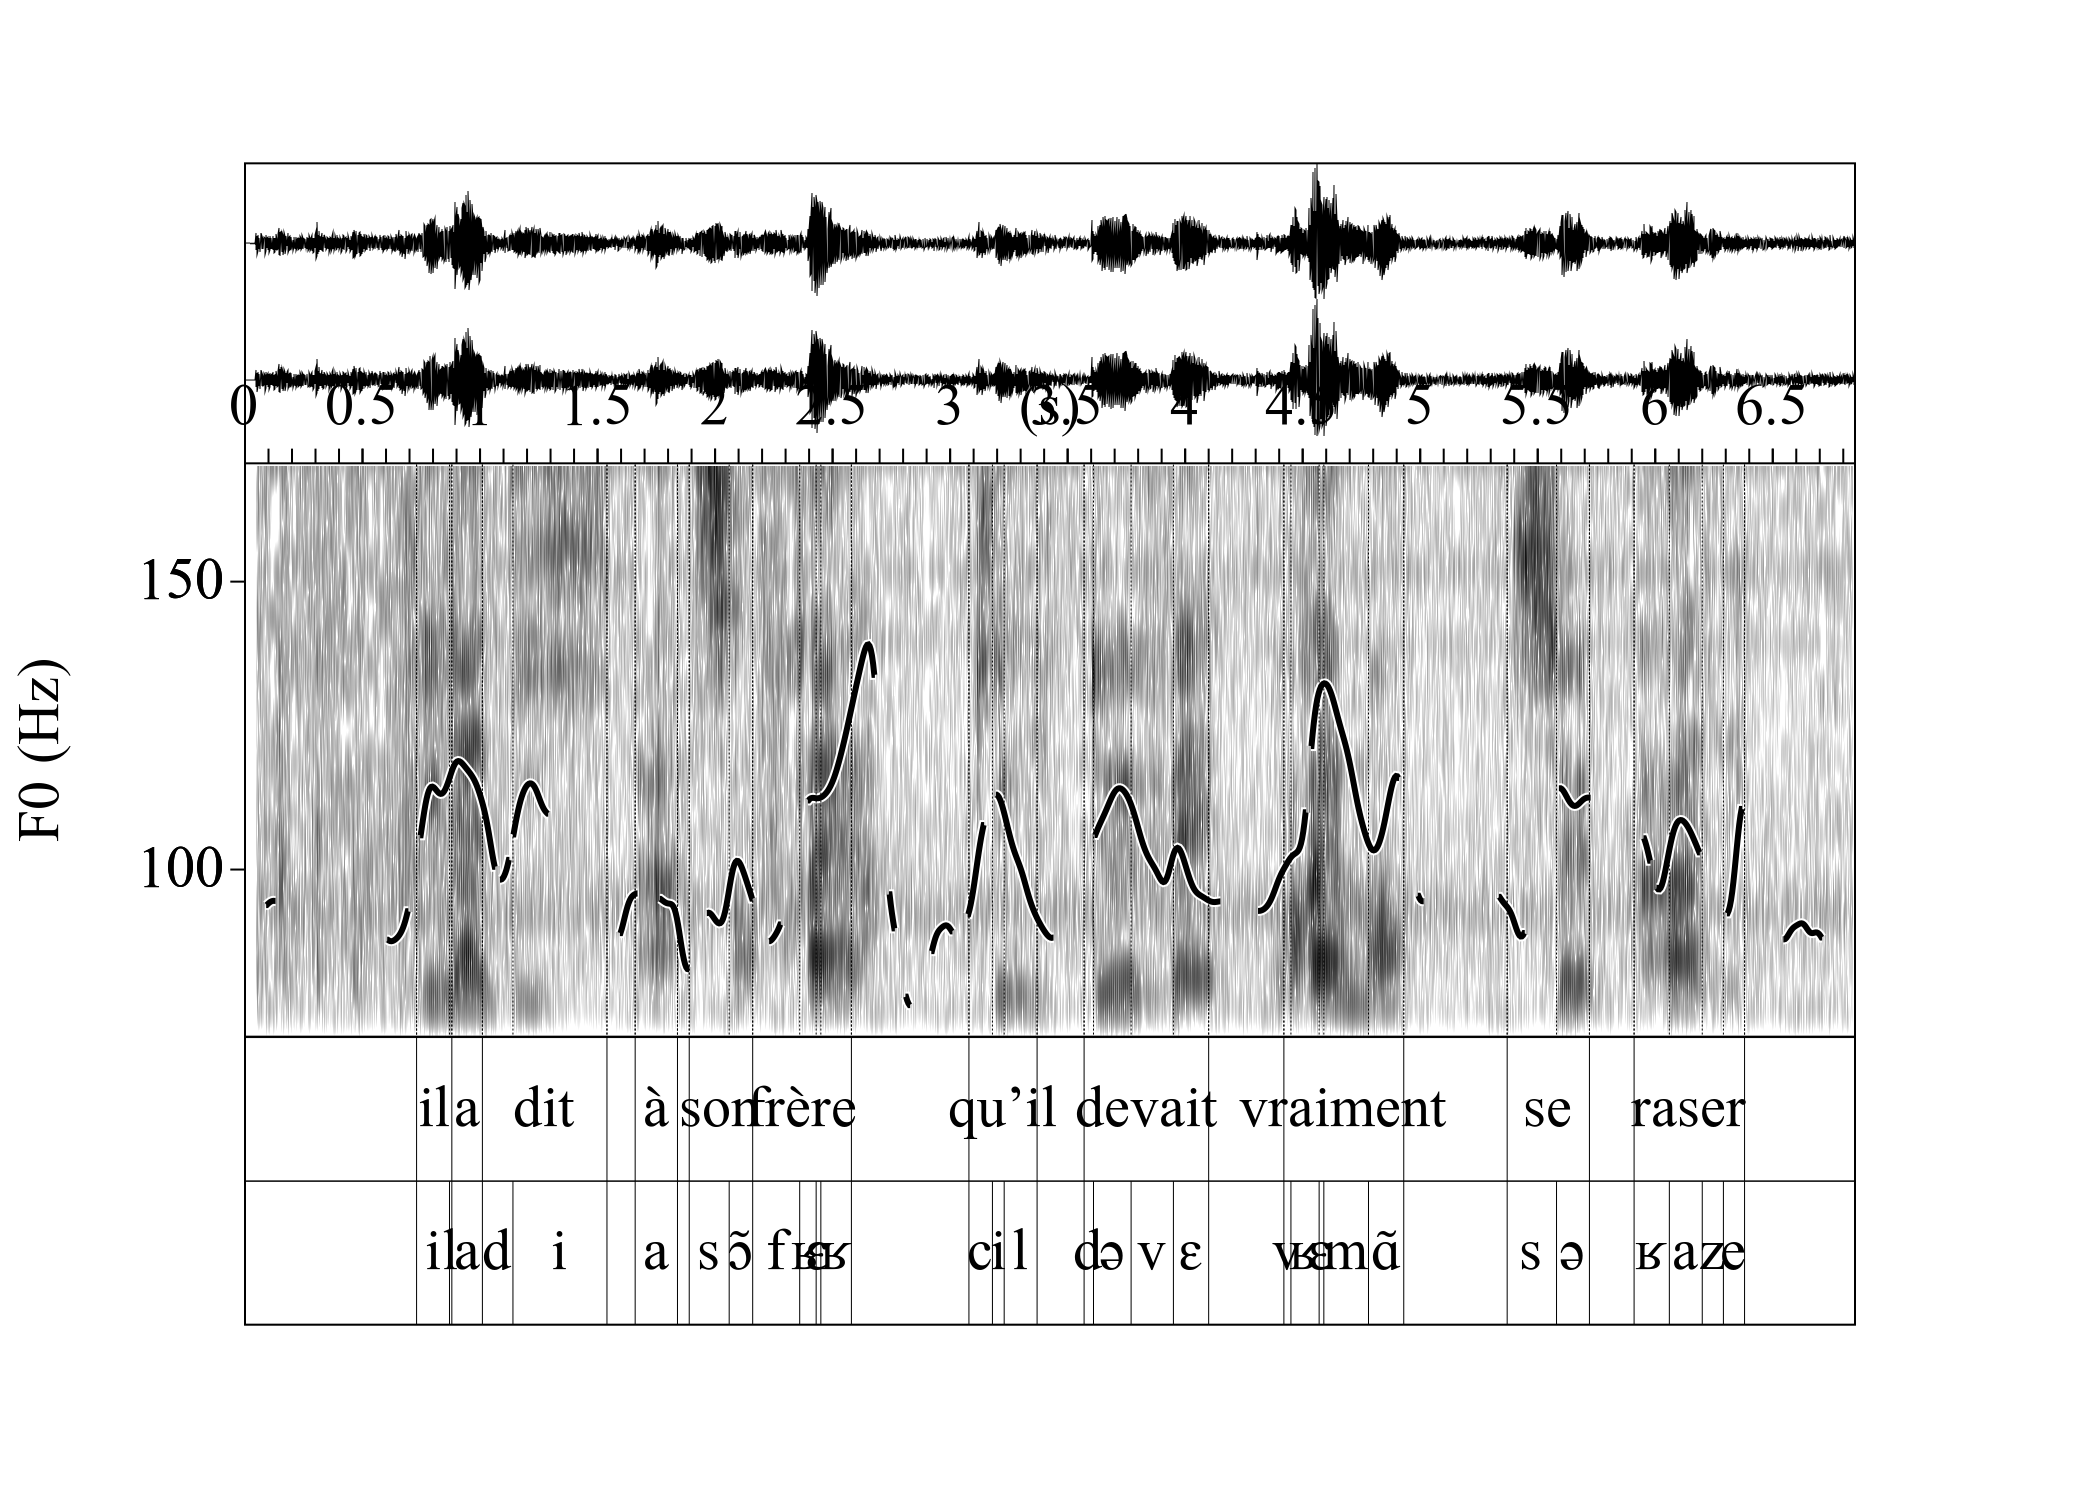 0 0.5 1 1.5 2 2.5 3 (s) 3.5 4 4.5 5 5.5 6 6.5
150
100
F0 (Hz)
il a dit à son frère qu’il devait vraiment se raser
i l a d i a s ɔ̃ f ʁ ɛ ʁ c i l d ə v ɛ v ʁ ɛ m ɑ̃ s ə ʁ a z e